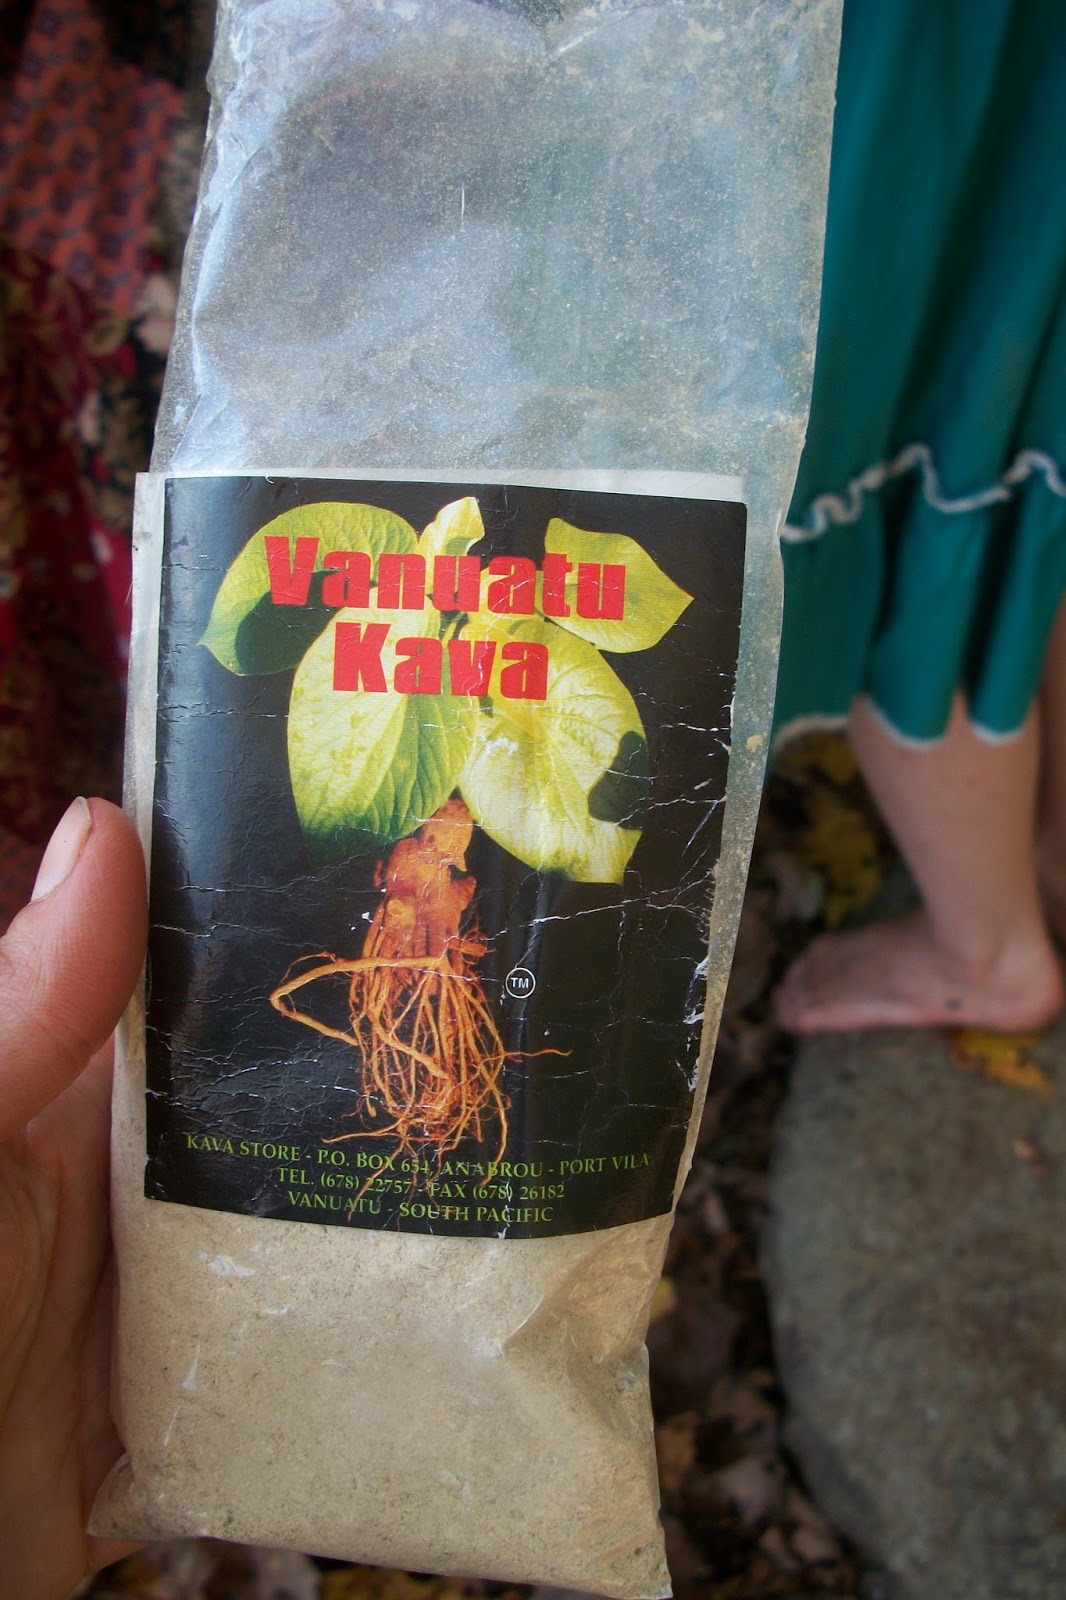 Vanuatu
Kava
TM
KAVA STORE - P.O. BOX 654, ANABROU - PORT VILA
TEL. (678) 22757 - FAX (678) 26182
VANUATU - SOUTH PACIFIC